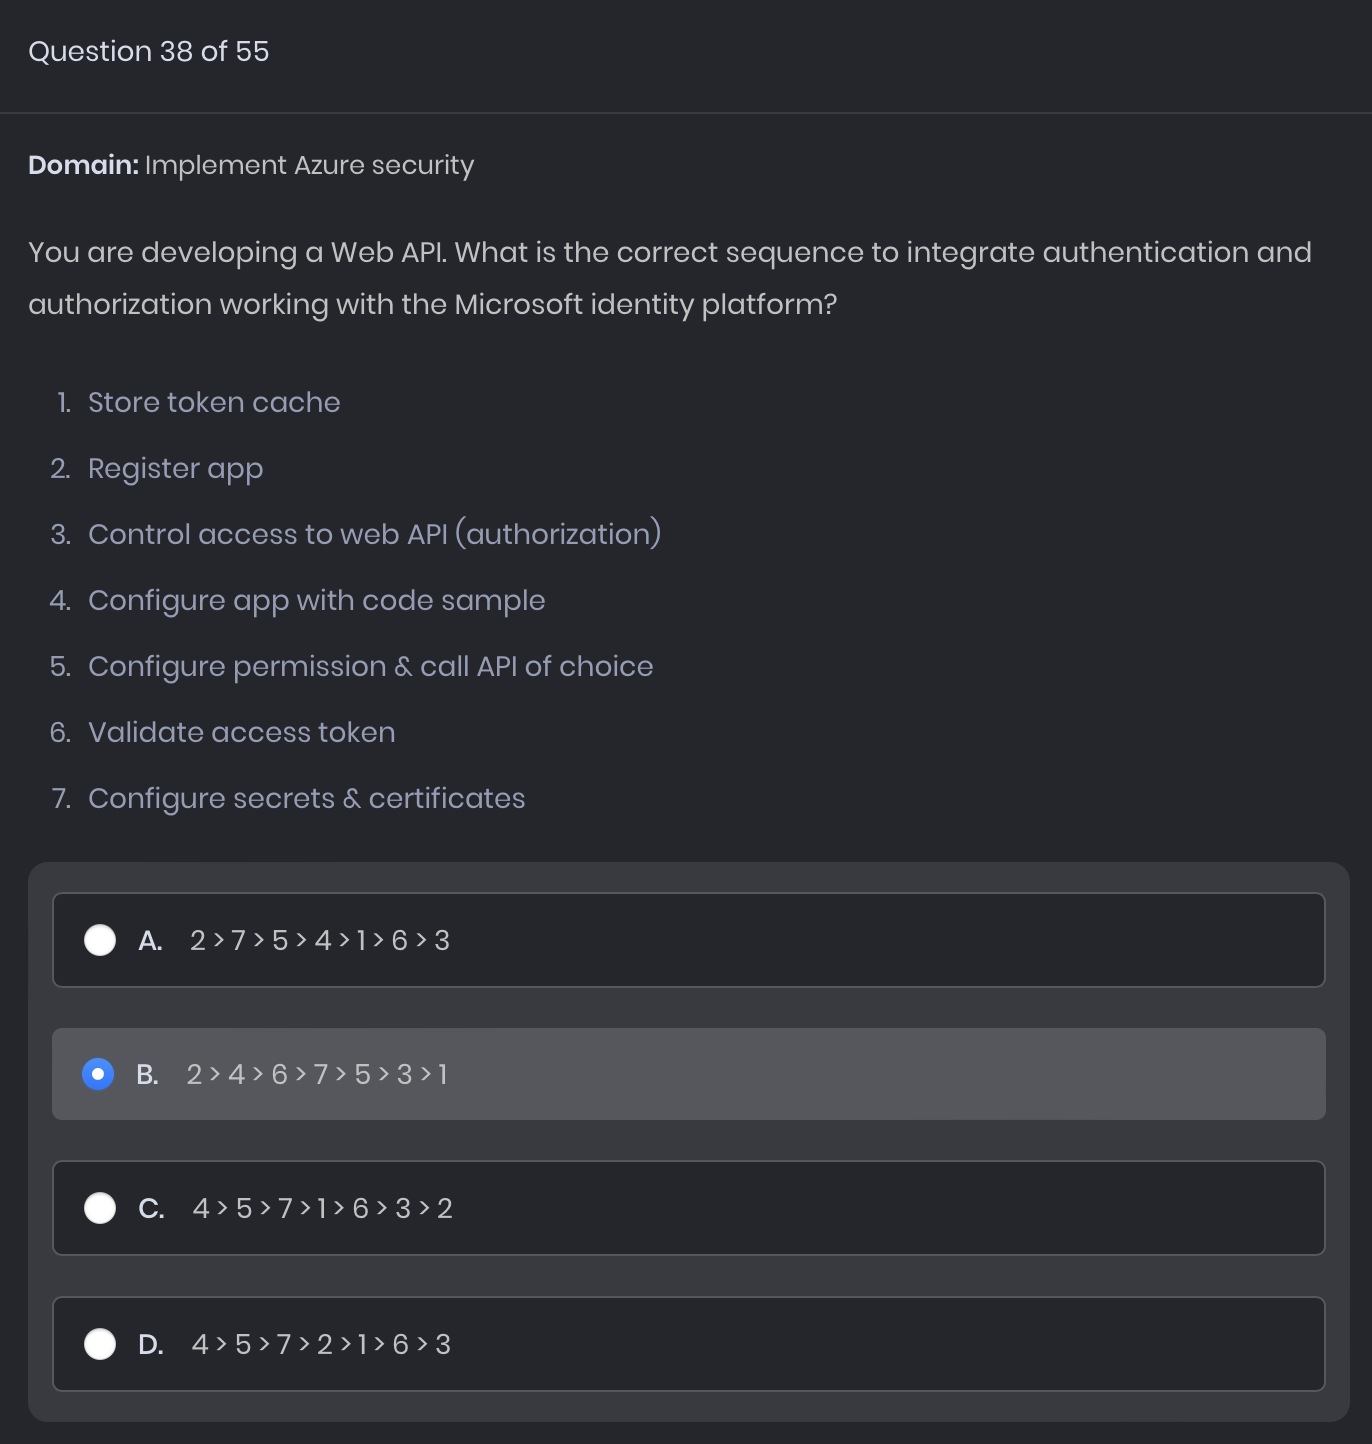 Question 38 of 55
Domain: Implement Azure security
You are developing a Web API. What is the correct sequence to integrate authentication and
authorization working with the Microsoft identity platform?
1. Store token cache
2. Register app
3. Control access to web API (authorization)
4. Configure app with code sample
5. Configure permission & call API of choice
6. Validate access token
7. Configure secrets & certificates
A. 2 > 7 > 5 > 4 > 1 > 6 > 3
B. 2 > 4 > 6 > 7 > 5 > 3 > 1
C. 4 > 5 > 7 > 1 > 6 > 3 > 2
D. 4 > 5 > 7 > 2 > 1 > 6 > 3